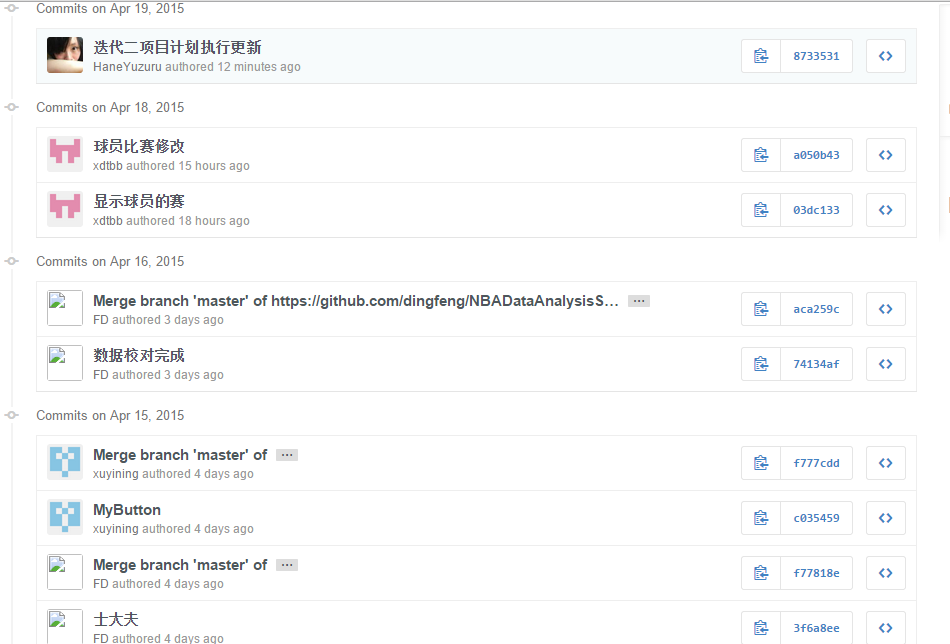 Commits on Apr 19, 2015
迭代二项目计划执行更新
HaneYuzuru authored 12 minutes ago
8733531
Commits on Apr 18, 2015
球员比赛修改
xdtbb authored 15 hours ago
a050b43
显示球员的赛
xdtbb authored 18 hours ago
03dc133
Commits on Apr 16, 2015
Merge branch 'master' of https://github.com/dingfeng/NBADataAnalysisS… ...
FD authored 3 days ago
aca259c
数据校对完成
FD authored 3 days ago
74134af
Commits on Apr 15, 2015
Merge branch 'master' of ...
xuyining authored 4 days ago
f777cdd
MyButton
xuyining authored 4 days ago
c035459
Merge branch 'master' of ...
FD authored 4 days ago
f77818e
士大夫
FD authored 4 days ago
3f6a8ee